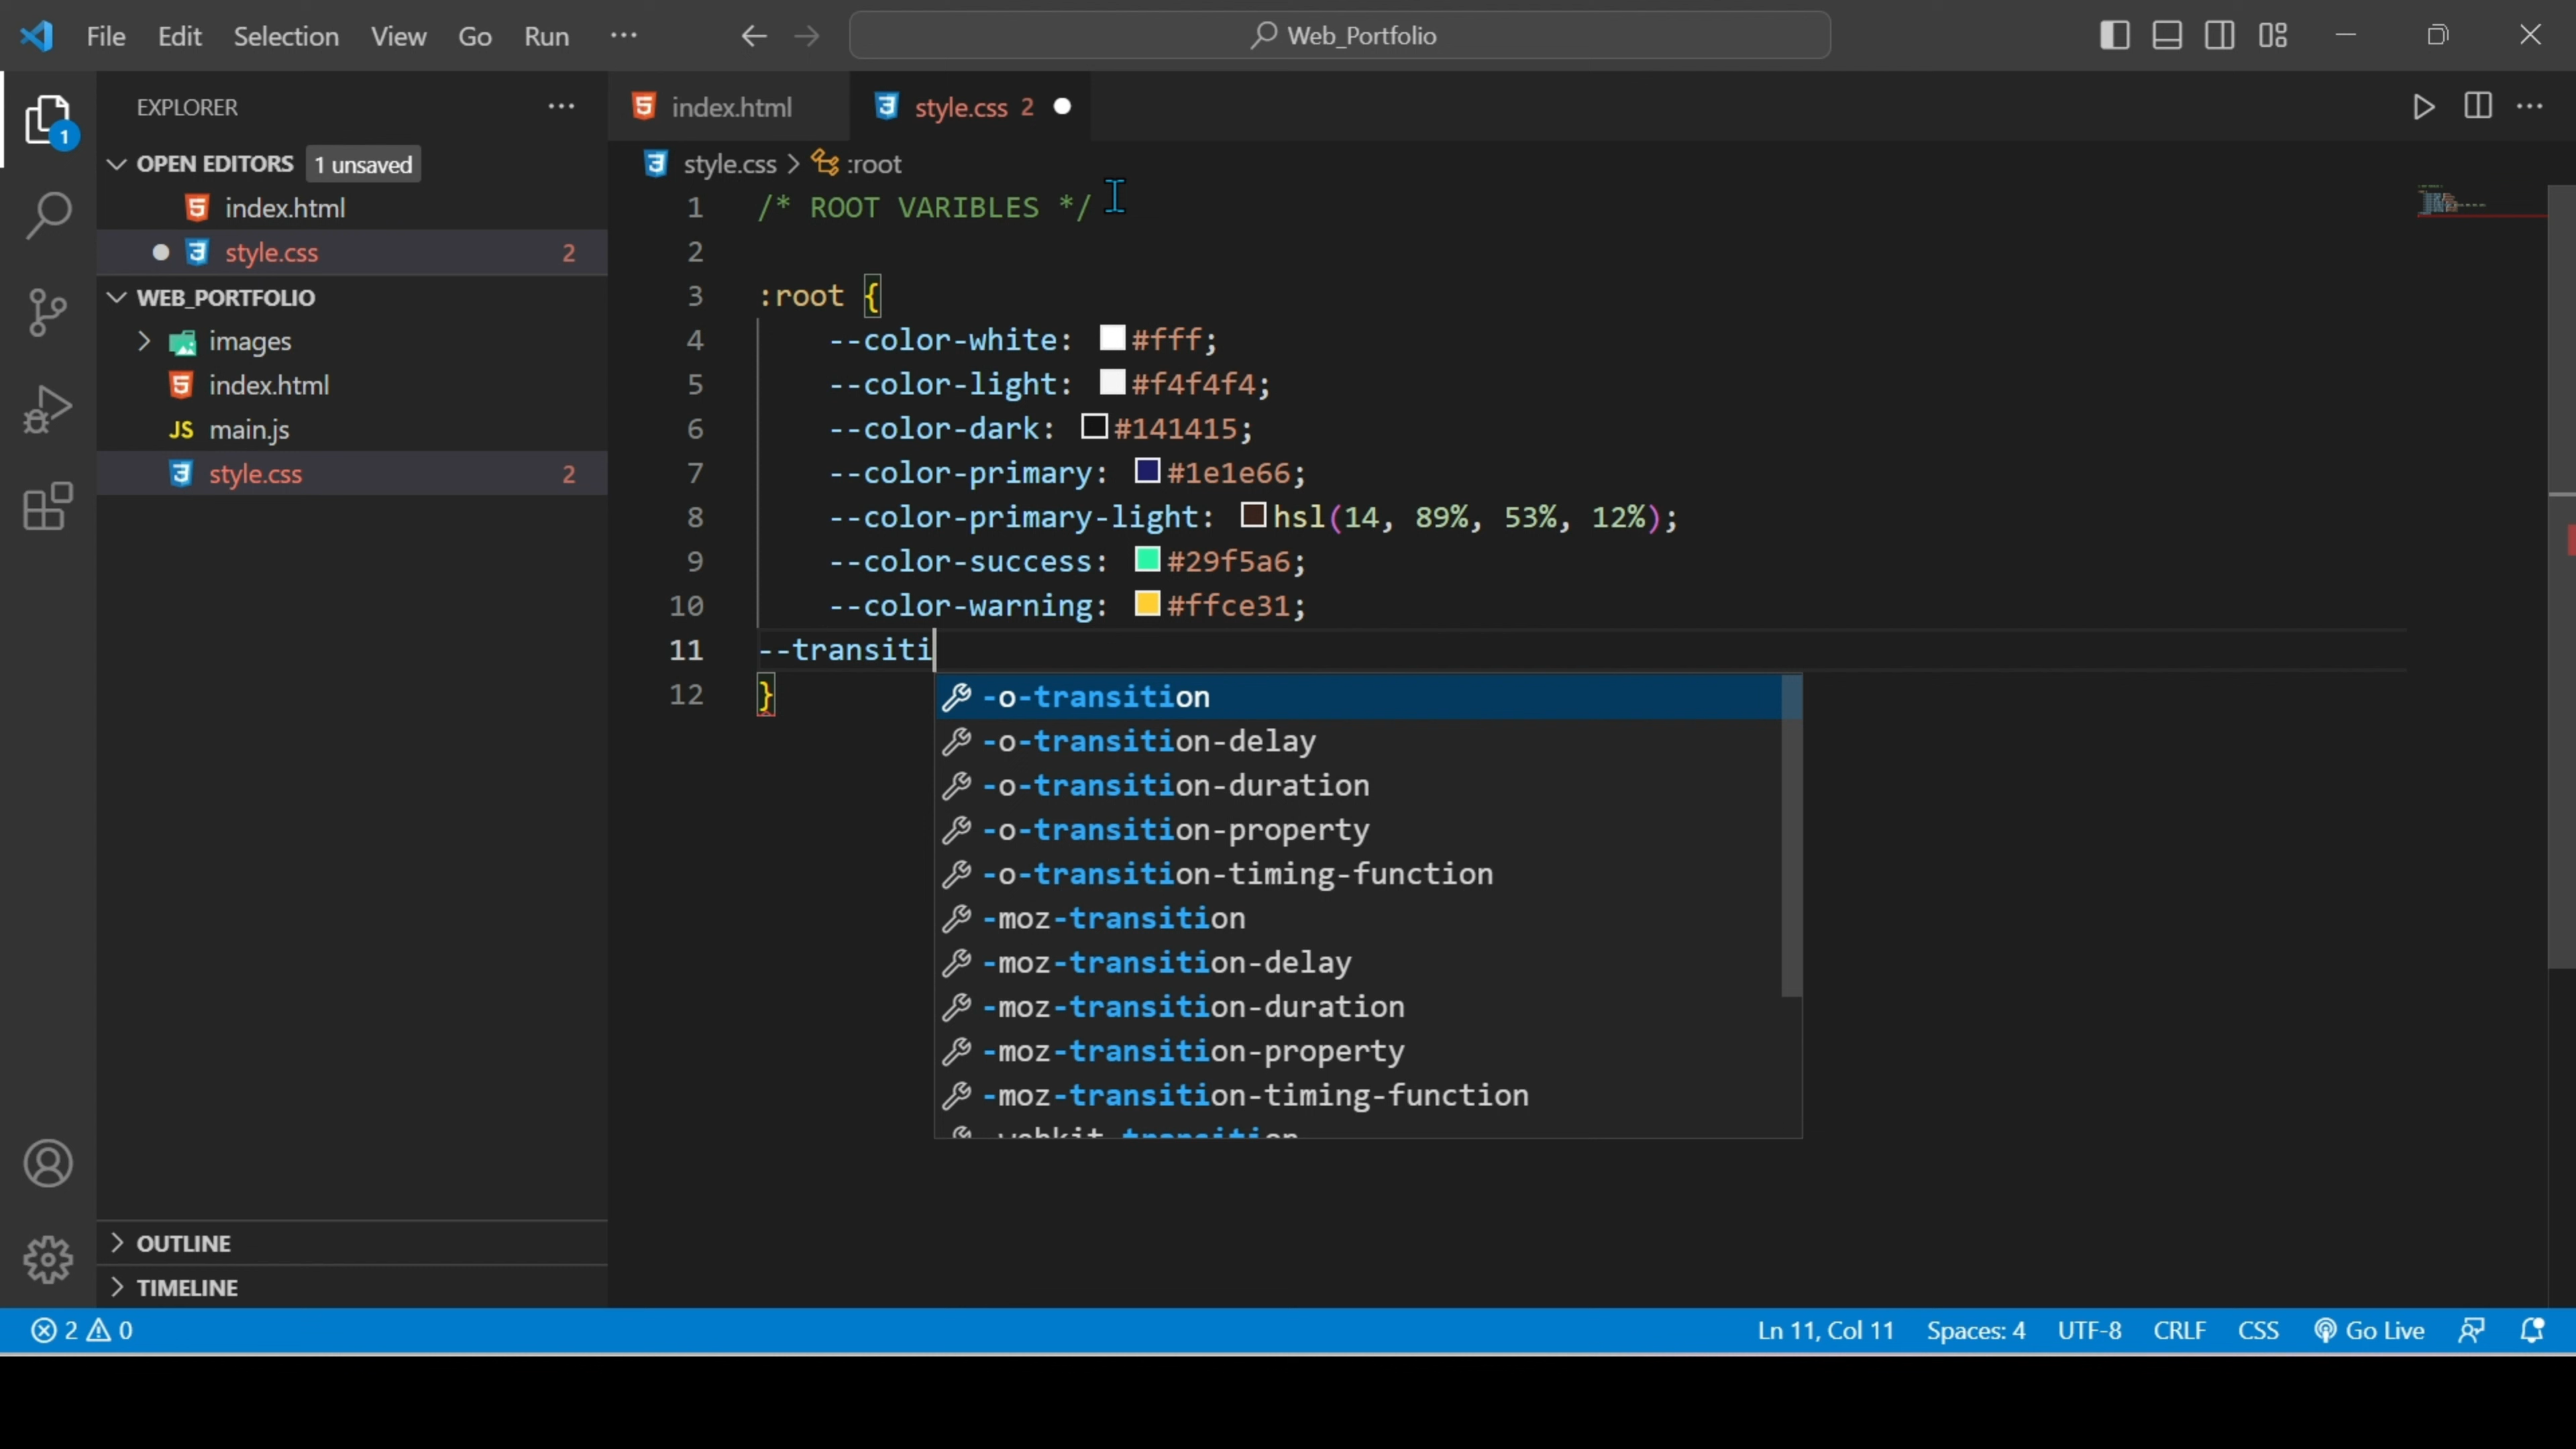 File Edit Selection View Go Run ··· Web_Portfolio
EXPLORER ···
OPEN EDITORS 1 unsaved
index.html
style.css 2
WEB_PORTFOLIO
images
index.html
JS main.js
style.css 2
OUTLINE
TIMELINE
1
index.html style.css 2
style.css > :root
1 /* ROOT VARIBLES */
2
3 :root {
4 --color-white: #fff;
5 --color-light: #f4f4f4;
6 --color-dark: #141415;
7 --color-primary: #1e1e66;
8 --color-primary-light: hsl(14, 89%, 53%, 12%);
9 --color-success: #29f5a6;
10 --color-warning: #ffce31;
11 --transiti
12 }
-o-transition
-o-transition-delay
-o-transition-duration
-o-transition-property
-o-transition-timing-function
-moz-transition
-moz-transition-delay
-moz-transition-duration
-moz-transition-property
-moz-transition-timing-function
2 0 Ln 11, Col 11 Spaces: 4 UTF-8 CRLF CSS Go Live